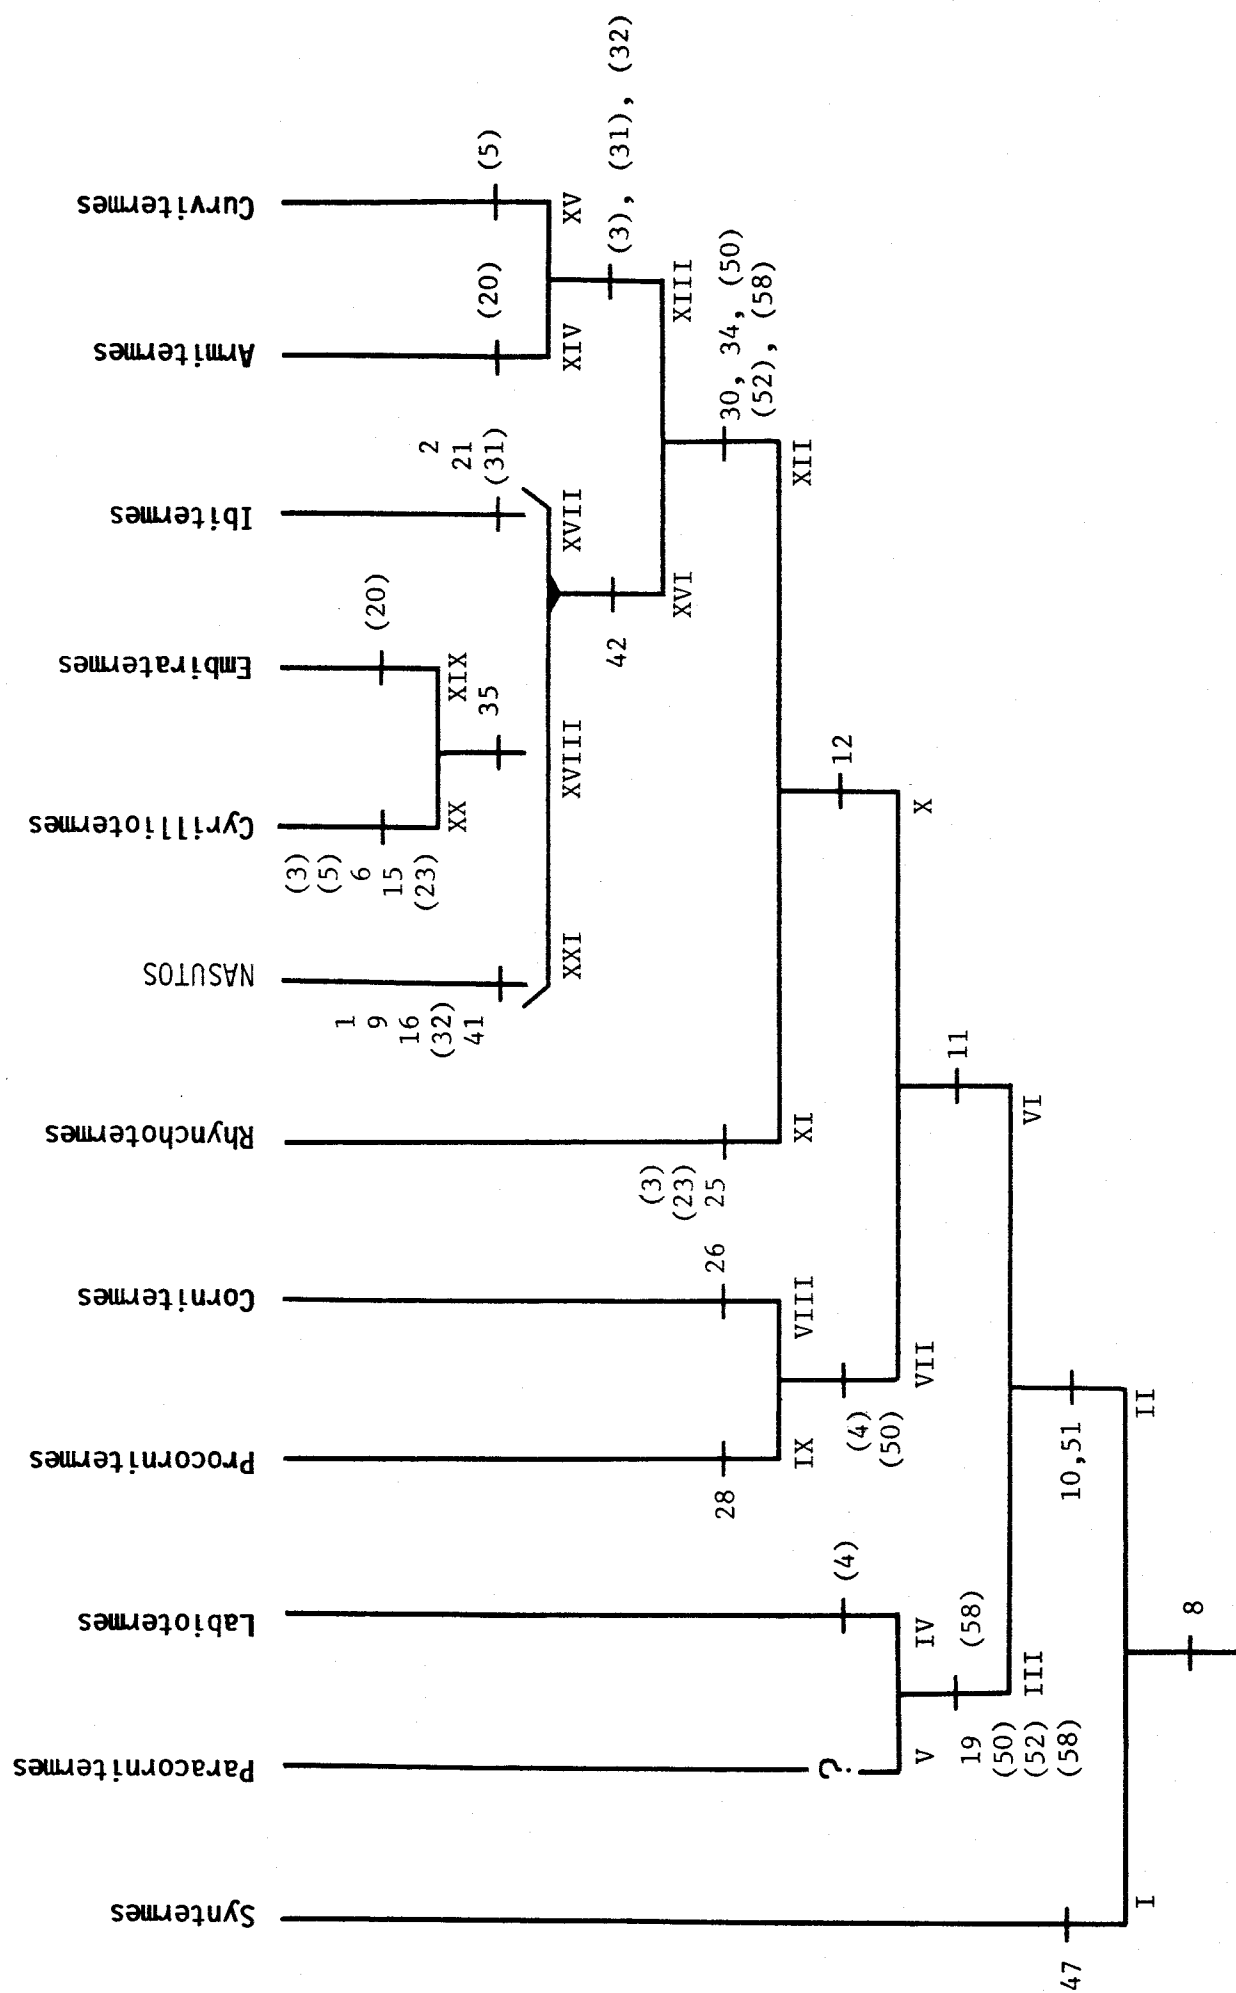 Syntermes
Paracornitermes
Labiotermes
Procornitermes
Cornitermes
Rhynchotermes
NASUTOS
Cyrilliotermes
Embiratermes
Ibitermes
Armitermes
Curvitermes
(5)
(20)
2
21
(31)
(20)
(3)
(5)
6
15
(23)
1
9
16
(32)
41
XV
XIV
XVII
XIX
35
XX
XVIII
XXI
(3), (31), (32)
42
XIII
XVI
30, 34, (50)
(52), (58)
(3)
(23)
25
26
28
XII
XI
VIII
IX
12
(4)
(50)
(4)
?
X
VII
IV
V
11
(58)
19
(50)
(52)
(58)
VI
III
10,51
47
II
I
8